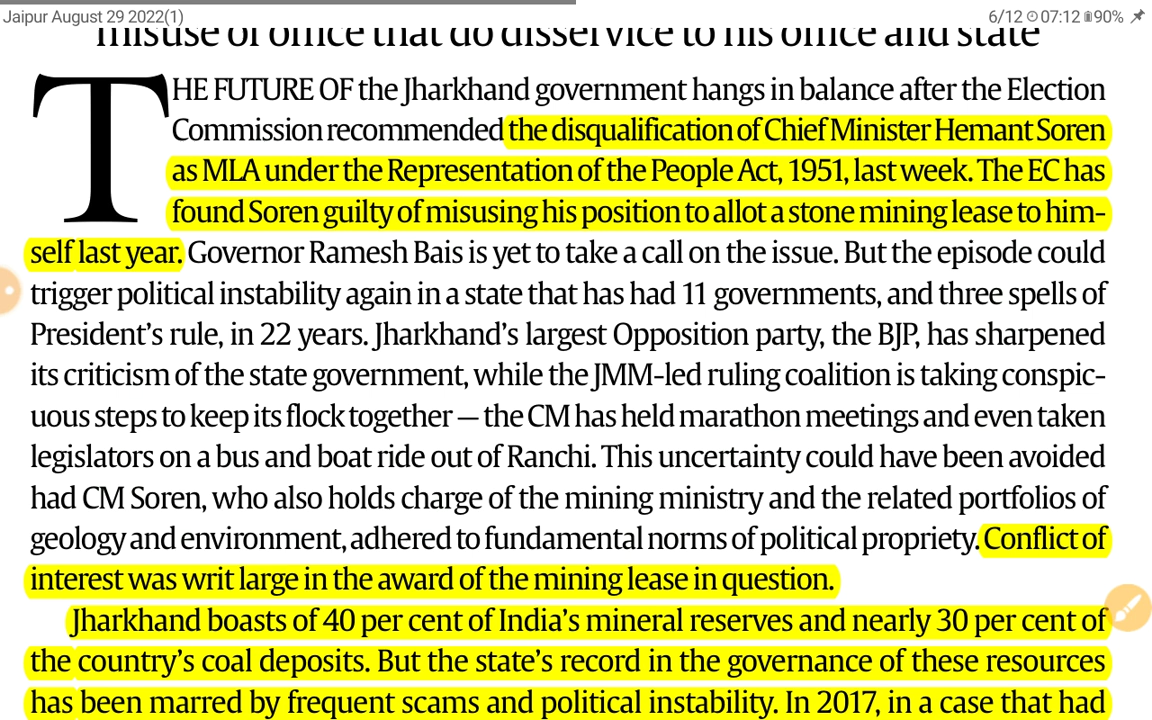 Jaipur August 29 2022(1)
6/12 07:12 90%
misuse of office that do disservice to his office and state
THE FUTURE OF the Jharkhand government hangs in balance after the Election
Commission recommended the disqualification of Chief Minister Hemant Soren
as MLA under the Representation of the People Act, 1951, last week. The EC has
found Soren guilty of misusing his position to allot a stone mining lease to him-
self last year. Governor Ramesh Bais is yet to take a call on the issue. But the episode could
trigger political instability again in a state that has had 11 governments, and three spells of
President's rule, in 22 years. Jharkhand's largest Opposition party, the BJP, has sharpened
its criticism of the state government, while the JMM-led ruling coalition is taking conspic-
uous steps to keep its flock together — the CM has held marathon meetings and even taken
legislators on a bus and boat ride out of Ranchi. This uncertainty could have been avoided
had CM Soren, who also holds charge of the mining ministry and the related portfolios of
geology and environment, adhered to fundamental norms of political propriety. Conflict of
interest was writ large in the award of the mining lease in question.
Jharkhand boasts of 40 per cent of India's mineral reserves and nearly 30 per cent of
the country's coal deposits. But the state's record in the governance of these resources
has been marred by frequent scams and political instability. In 2017, in a case that had